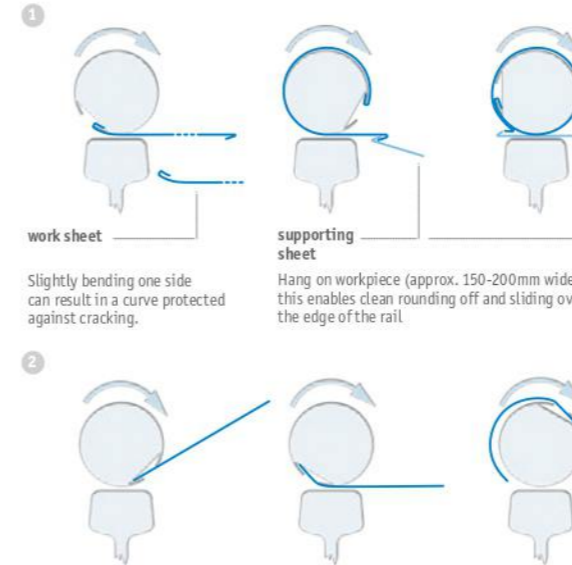 1
work sheet
Slightly bending one side
can result in a curve protected
against cracking.
supporting
sheet
Hang on workpiece (approx. 150-200mm wide
this enables clean rounding off and sliding ov
the edge of the rail
2